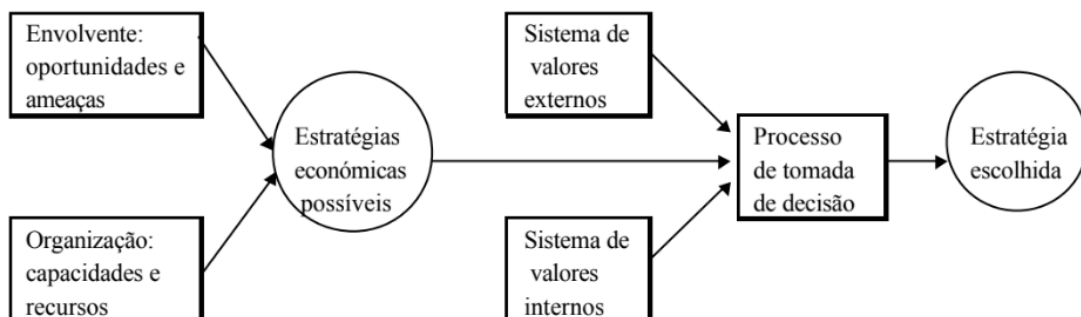 Envolvente:
oportunidades e
ameaças
Organização:
capacidades e
recursos
Estratégias
económicas
possíveis
Sistema de
valores
externos
Sistema de
valores
internos
Processo
de tomada
de decisão
Estratégia
escolhida